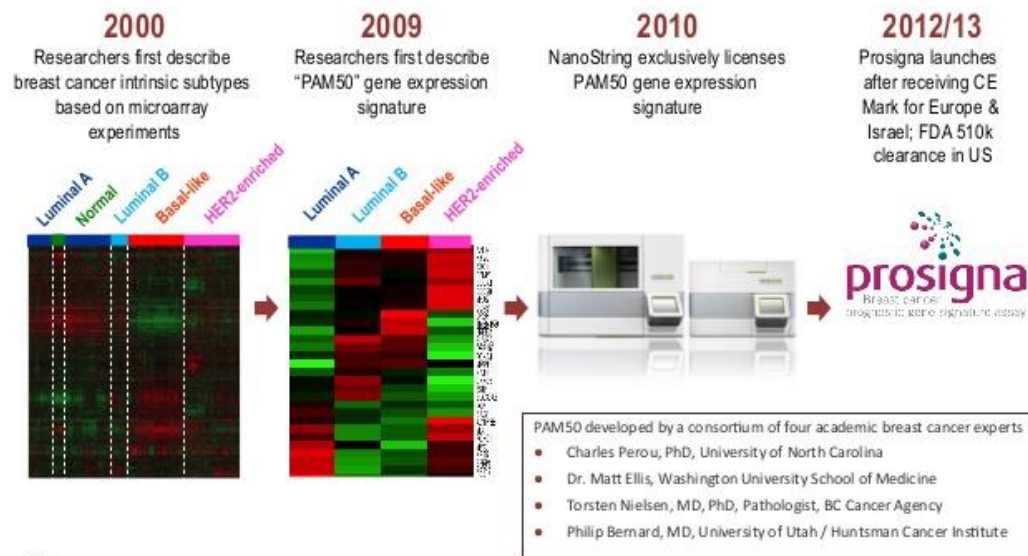 2000
Researchers first describe
breast cancer intrinsic subtypes
based on microarray
experiments
2009
Researchers first describe
"PAM50" gene expression
signature
2010
NanoString exclusively licenses
PAM50 gene expression
signature
2012/13
Prosigna launches
after receiving CE
Mark for Europe &
Israel; FDA 510k
clearance in US
Luminal A
Normal
Luminal B
Basal-like
HER2-enriched
Luminal A
Luminal B
Basal-like
HER2-enriched
prosigna
Breast cancer
prognostic gene signature assay
PAM50 developed by a consortium of four academic breast cancer experts
• Charles Perou, PhD, University of North Carolina
• Dr. Matt Ellis, Washington University School of Medicine
• Torsten Nielsen, MD, PhD, Pathologist, BC Cancer Agency
• Philip Bernard, MD, University of Utah / Huntsman Cancer Institute